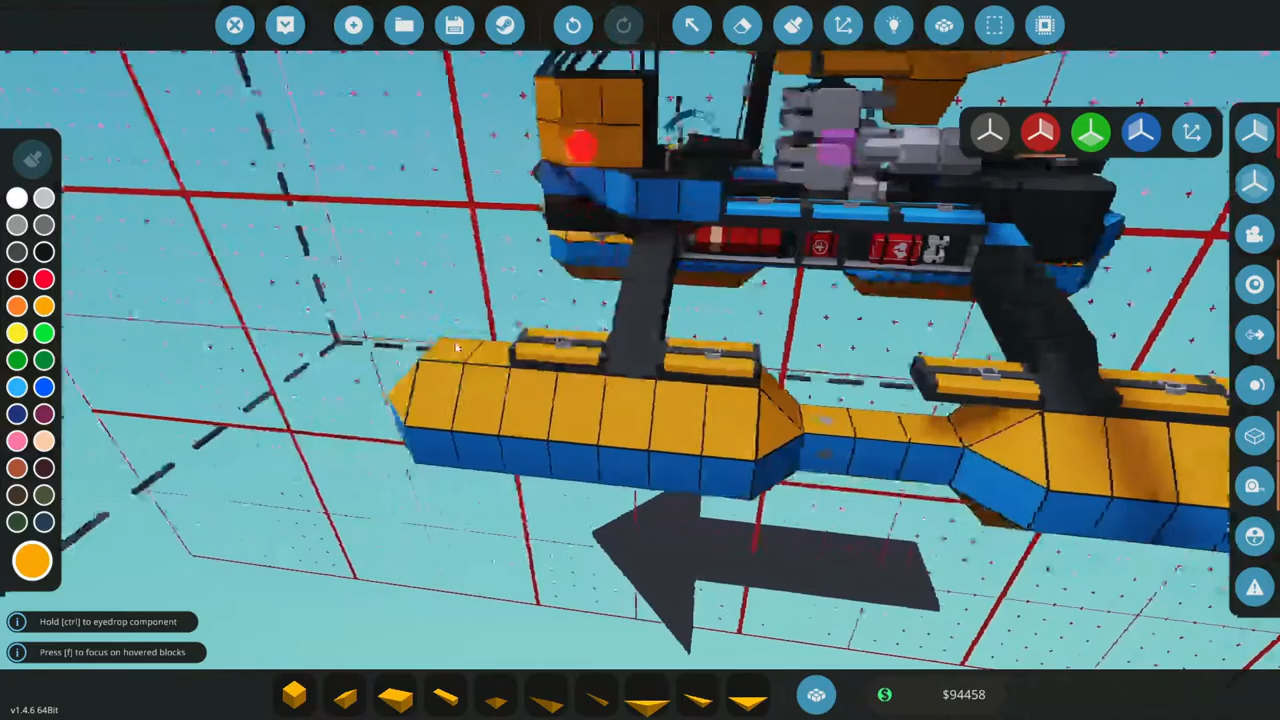 Hold [ctrl] to eyedrop component
Press [f] to focus on hovered blocks
v1.4.6 64Bit
$ $94458